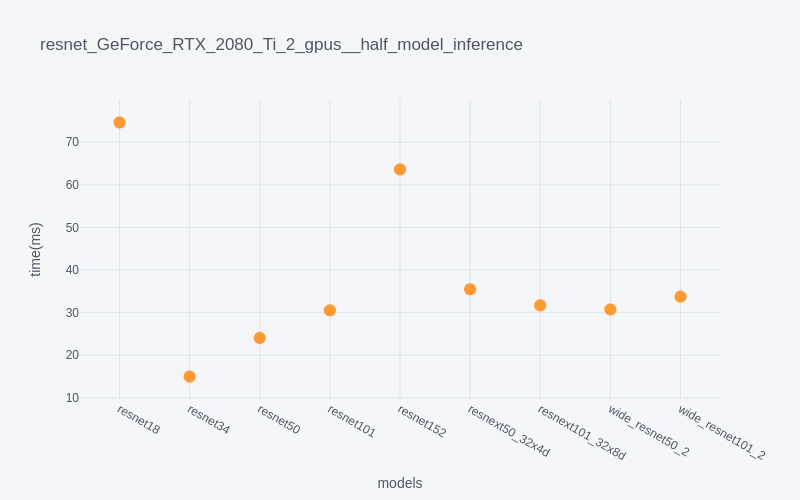 resnet_GeForce_RTX_2080_Ti_2_gpus__half_model_inference
time(ms)
70
60
50
40
30
20
10
resnet18
resnet34
resnet50
resnet101
resnet152
resnext50_32x4d
resnext101_32x8d
wide_resnet50_2
wide_resnet101_2
models